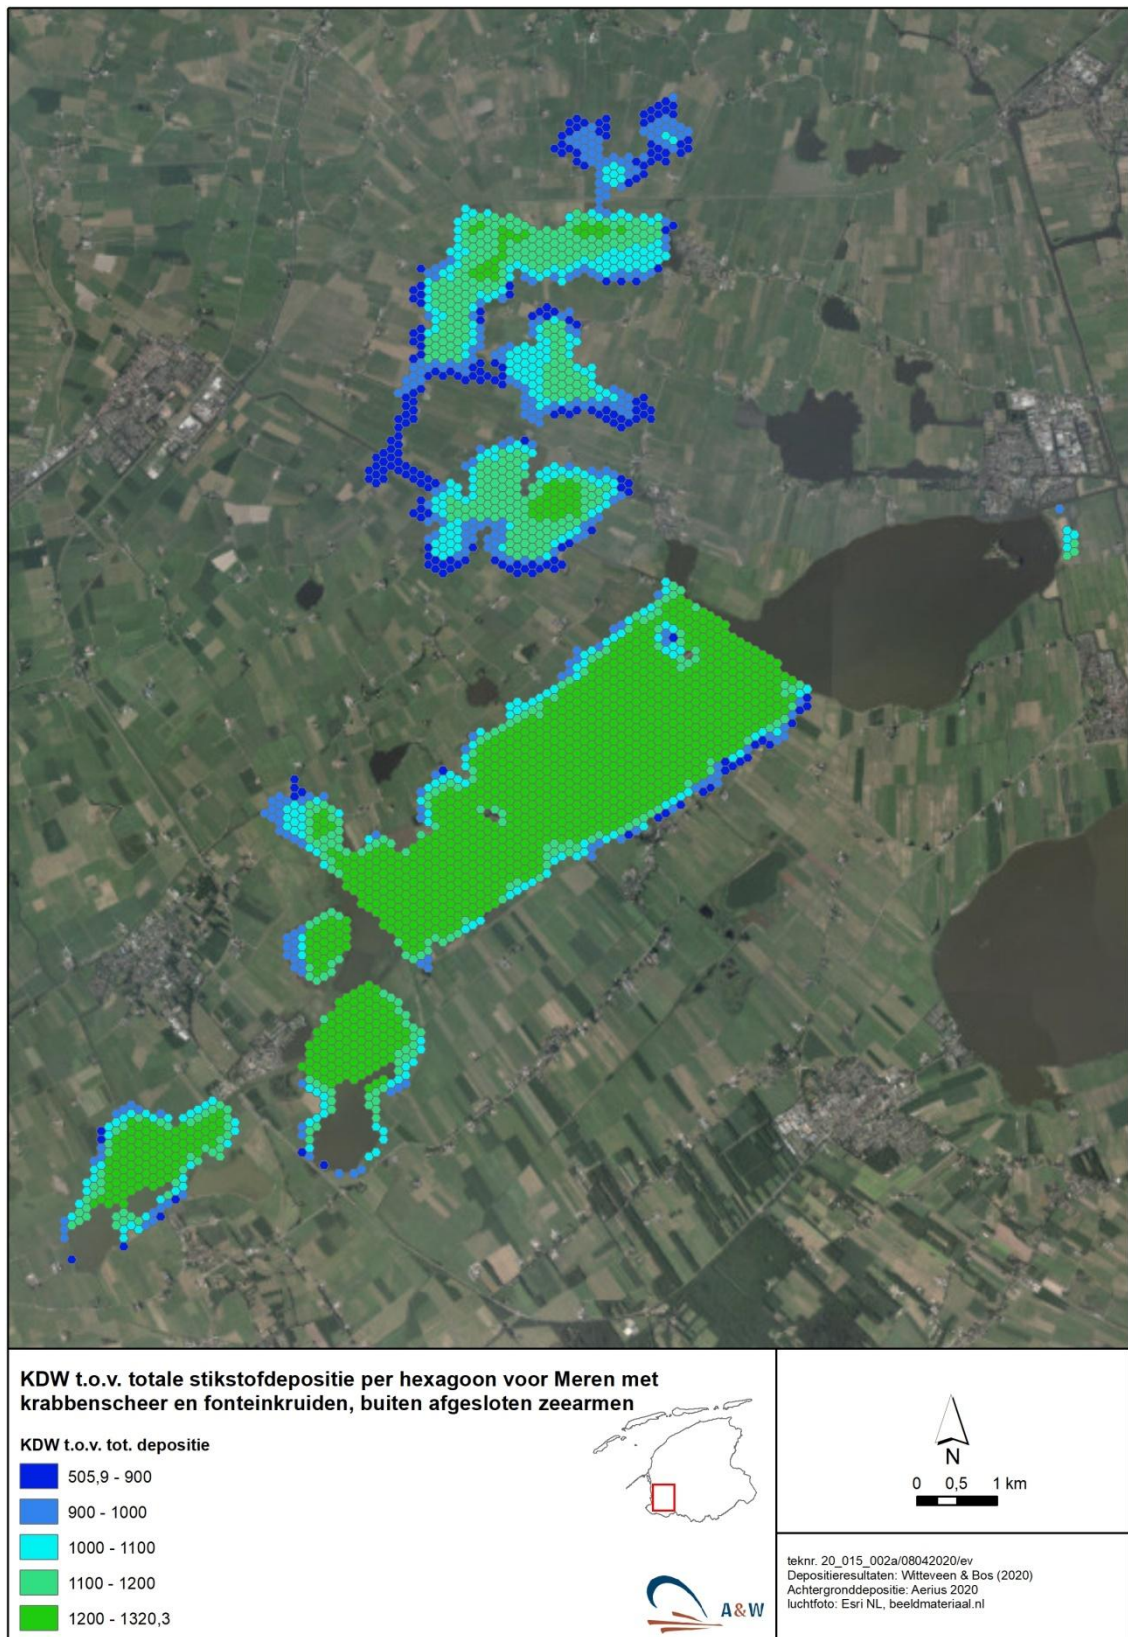 KDW t.o.v. totale stikstofdepositie per hexagoon voor Meren met
krabbenscheer en fonteinkruiden, buiten afgesloten zeearmen
KDW t.o.v. tot. depositie
505,9 - 900
900 - 1000
1000 - 1100
1100 - 1200
1200 - 1320,3
A&W
N
0 0,5 1 km
teknr. 20_015_002a/08042020/ev
Depositieresultaten: Witteveen & Bos (2020)
Achtergronddepositie: Aerius 2020
luchtfoto: Esri NL, beeldmateriaal.nl